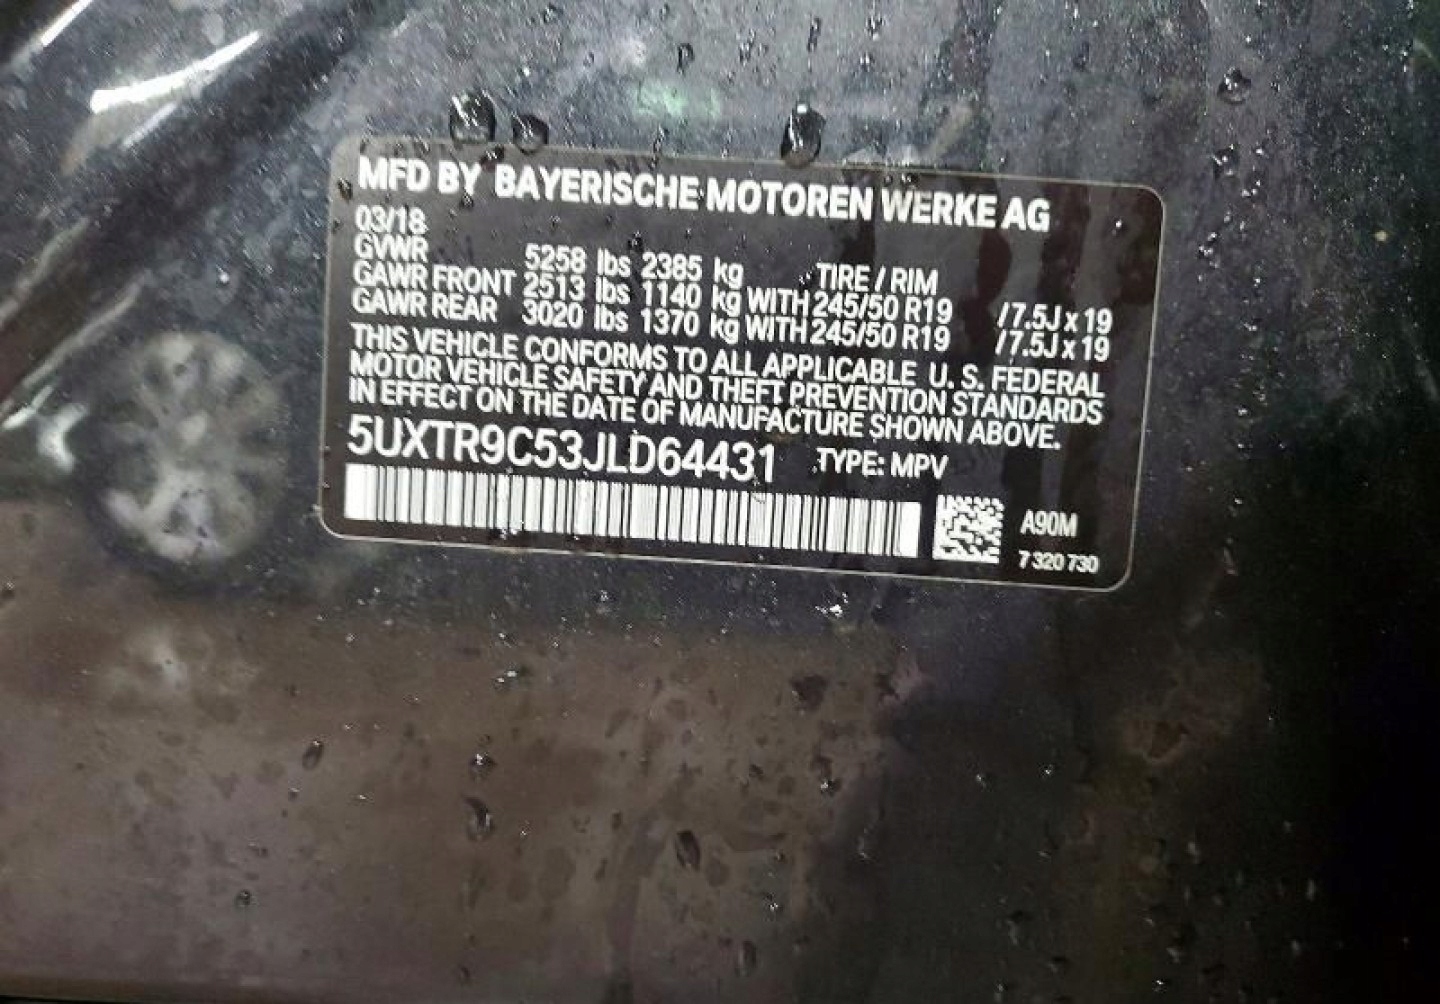 MFD BY BAYERISCHE MOTOREN WERKE AG
03/18
GVWR 5258 lbs 2385 kg TIRE / RIM
GAWR FRONT 2513 lbs 1140 kg WITH 245/50 R19 / 7.5J x 19
GAWR REAR 3020 lbs 1370 kg WITH 245/50 R19 / 7.5J x 19
THIS VEHICLE CONFORMS TO ALL APPLICABLE U. S. FEDERAL
MOTOR VEHICLE SAFETY AND THEFT PREVENTION STANDARDS
IN EFFECT ON THE DATE OF MANUFACTURE SHOWN ABOVE.
5UXTR9C53JLD64431 TYPE: MPV
A90M
7 320 730